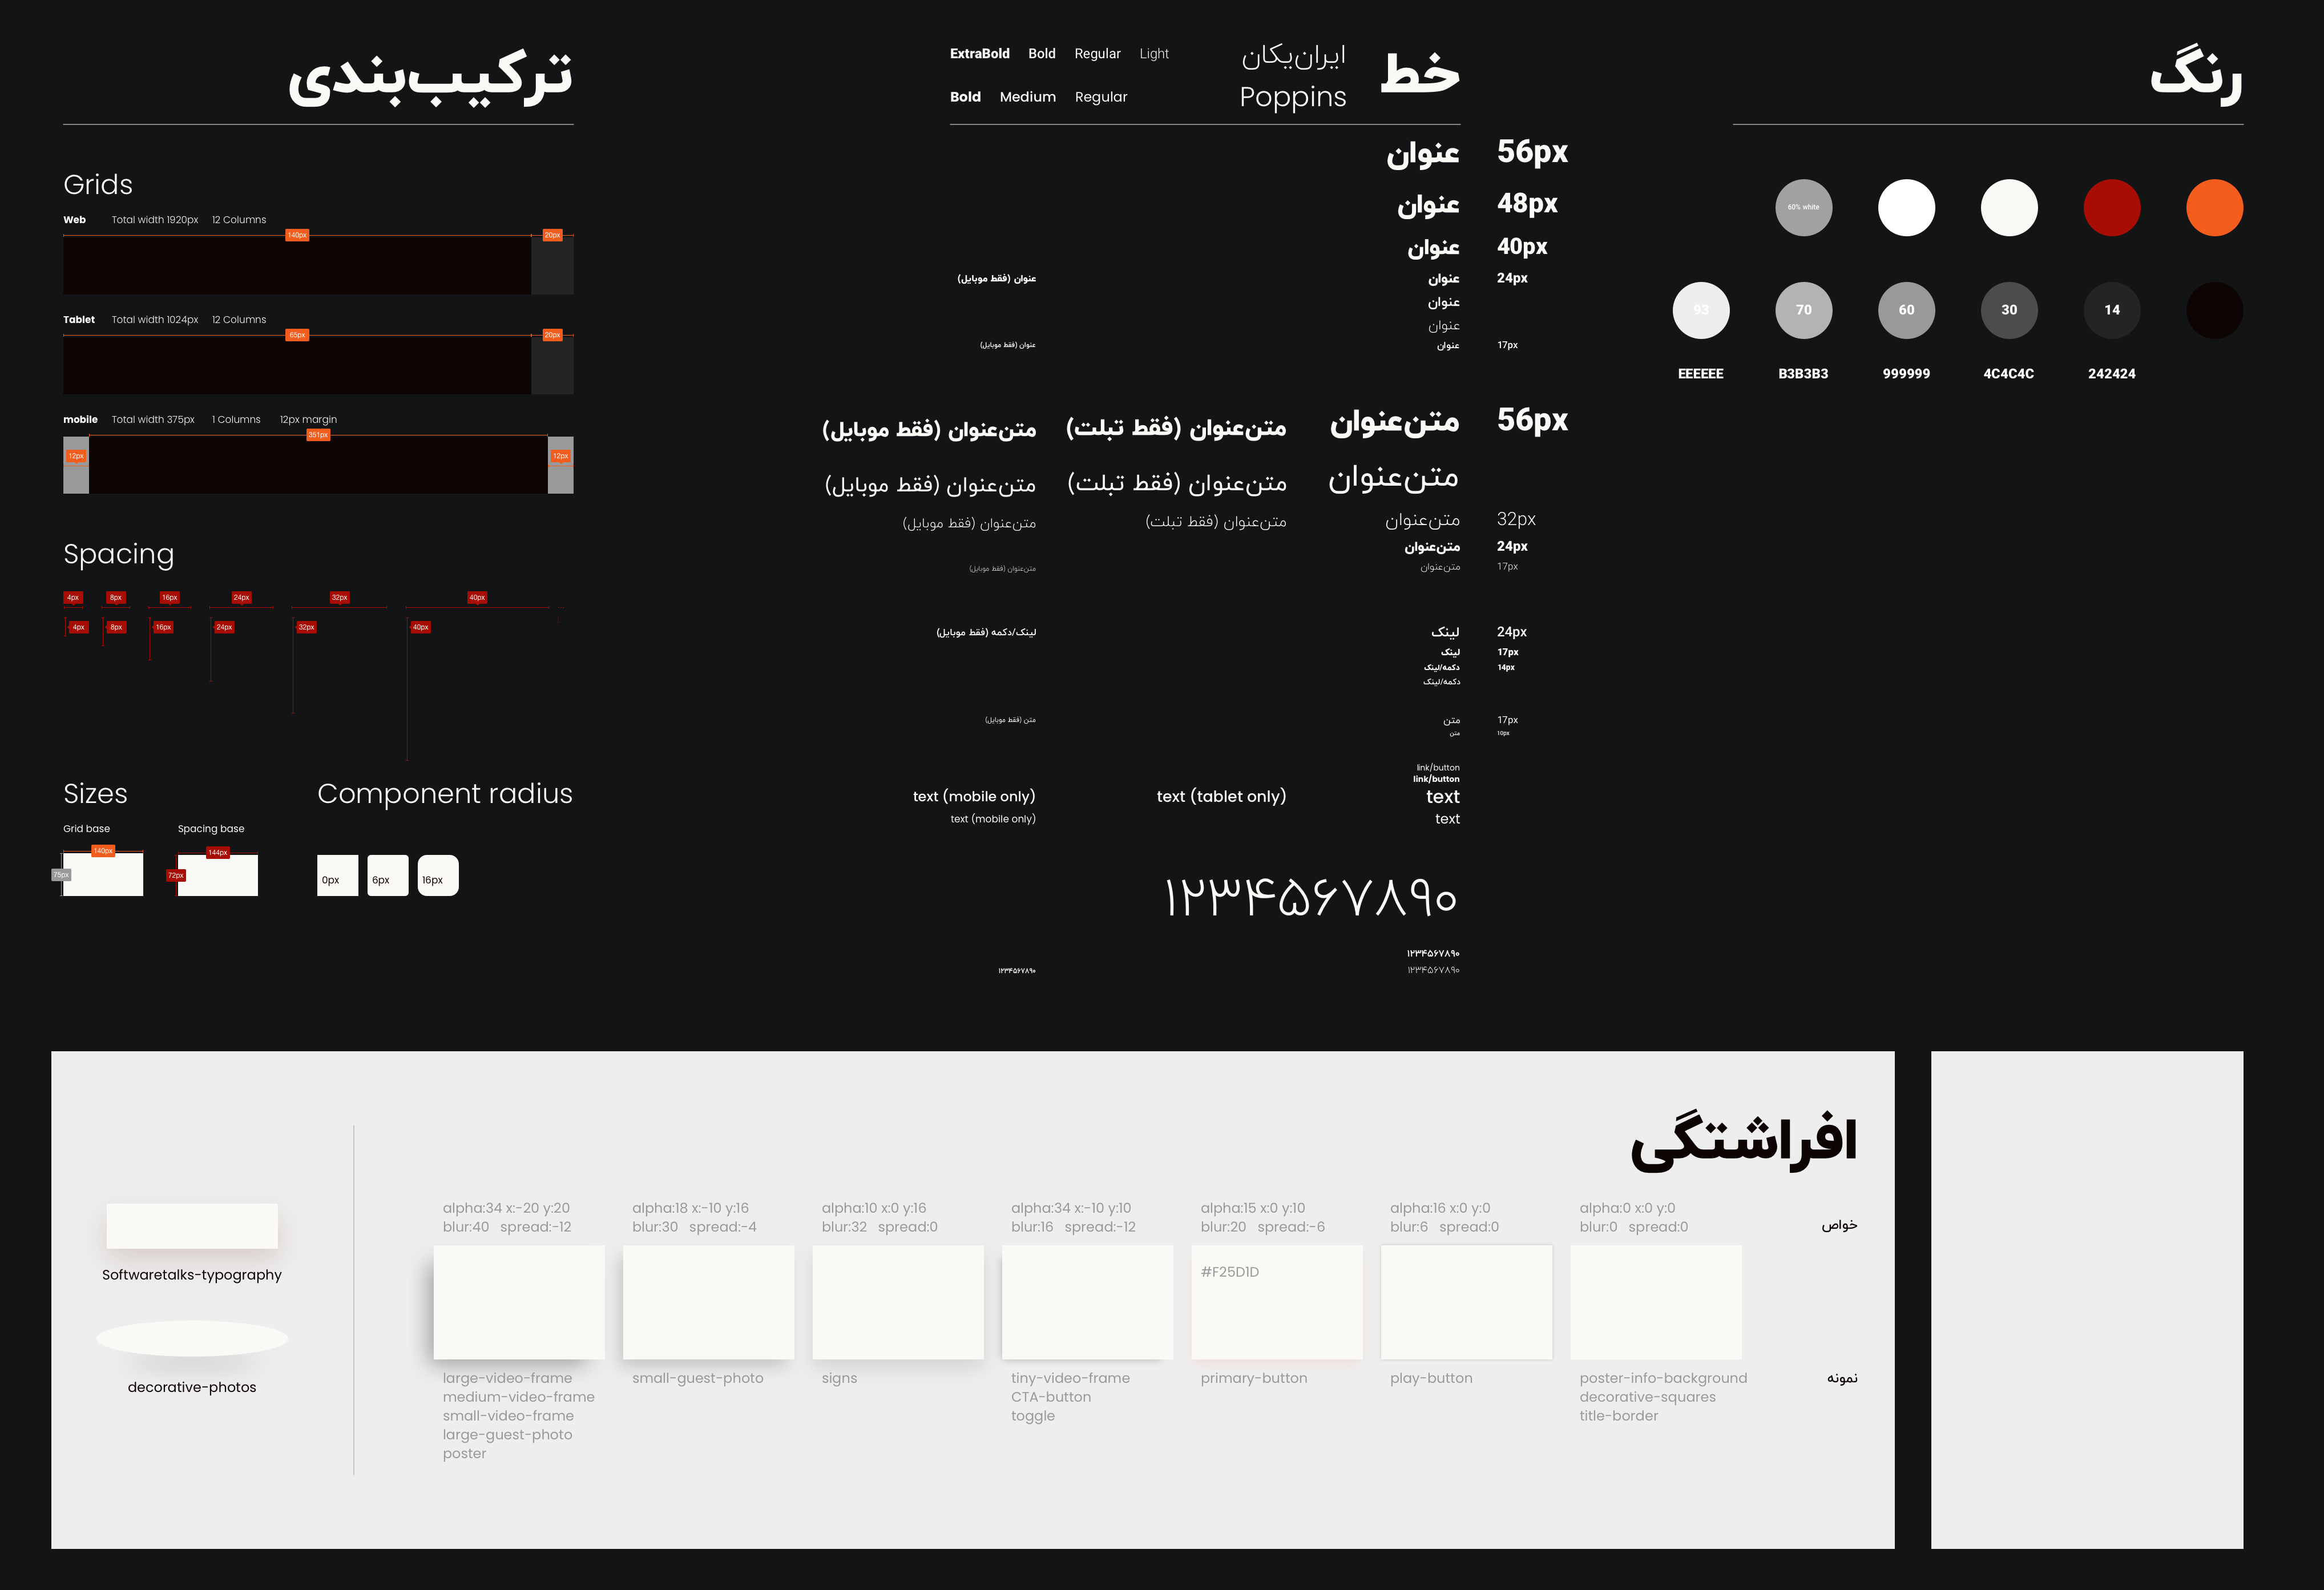 رنگ
60% white
93
70
60
30
14
EEEEEE
B3B3B3
999999
4C4C4C
242424
خط
ایران‌یکان
Poppins
ExtraBold Bold Regular Light
Bold Medium Regular
عنوان 56px
عنوان 48px
عنوان 40px
عنوان 24px
عنوان (فقط موبایل)
عنوان
عنوان
عنوان 17px
عنوان (فقط موبایل)
متن‌عنوان 56px
متن‌عنوان (فقط تبلت)
متن‌عنوان (فقط موبایل)
متن‌عنوان
متن‌عنوان (فقط تبلت)
متن‌عنوان (فقط موبایل)
متن‌عنوان 32px
متن‌عنوان (فقط تبلت)
متن‌عنوان (فقط موبایل)
متن‌عنوان 24px
متن‌عنوان 17px
متن‌عنوان (فقط موبایل)
لینک 24px
لینک/دکمه (فقط موبایل)
لینک 17px
دکمه/لینک 14px
دکمه/لینک
متن 17px
متن (فقط موبایل)
متن 10px
link/button
link/button
text
text (tablet only)
text (mobile only)
text
text (mobile only)
۱۲۳۴۵۶۷۸۹۰
۱۲۳۴۵۶۷۸۹۰
۱۲۳۴۵۶۷۸۹۰
۱۲۳۴۵۶۷۸۹۰
ترکیب‌بندی
Grids
Web Total width 1920px 12 Columns
140px 20px
Tablet Total width 1024px 12 Columns
65px 20px
mobile Total width 375px 1 Columns 12px margin
351px
12px 12px
Spacing
4px 8px 16px 24px 32px 40px
4px 8px 16px 24px 32px 40px
Sizes
Grid base
140px
75px
Spacing base
144px
72px
Component radius
0px 6px 16px
افراشتگی
خواص
alpha:0 x:0 y:0
blur:0 spread:0
alpha:16 x:0 y:0
blur:6 spread:0
alpha:15 x:0 y:10
blur:20 spread:-6
alpha:34 x:-10 y:10
blur:16 spread:-12
alpha:10 x:0 y:16
blur:32 spread:0
alpha:18 x:-10 y:16
blur:30 spread:-4
alpha:34 x:-20 y:20
blur:40 spread:-12
#F25D1D
نمونه
poster-info-background
decorative-squares
title-border
play-button
primary-button
tiny-video-frame
CTA-button
toggle
signs
small-guest-photo
large-video-frame
medium-video-frame
small-video-frame
large-guest-photo
poster
Softwaretalks-typography
decorative-photos